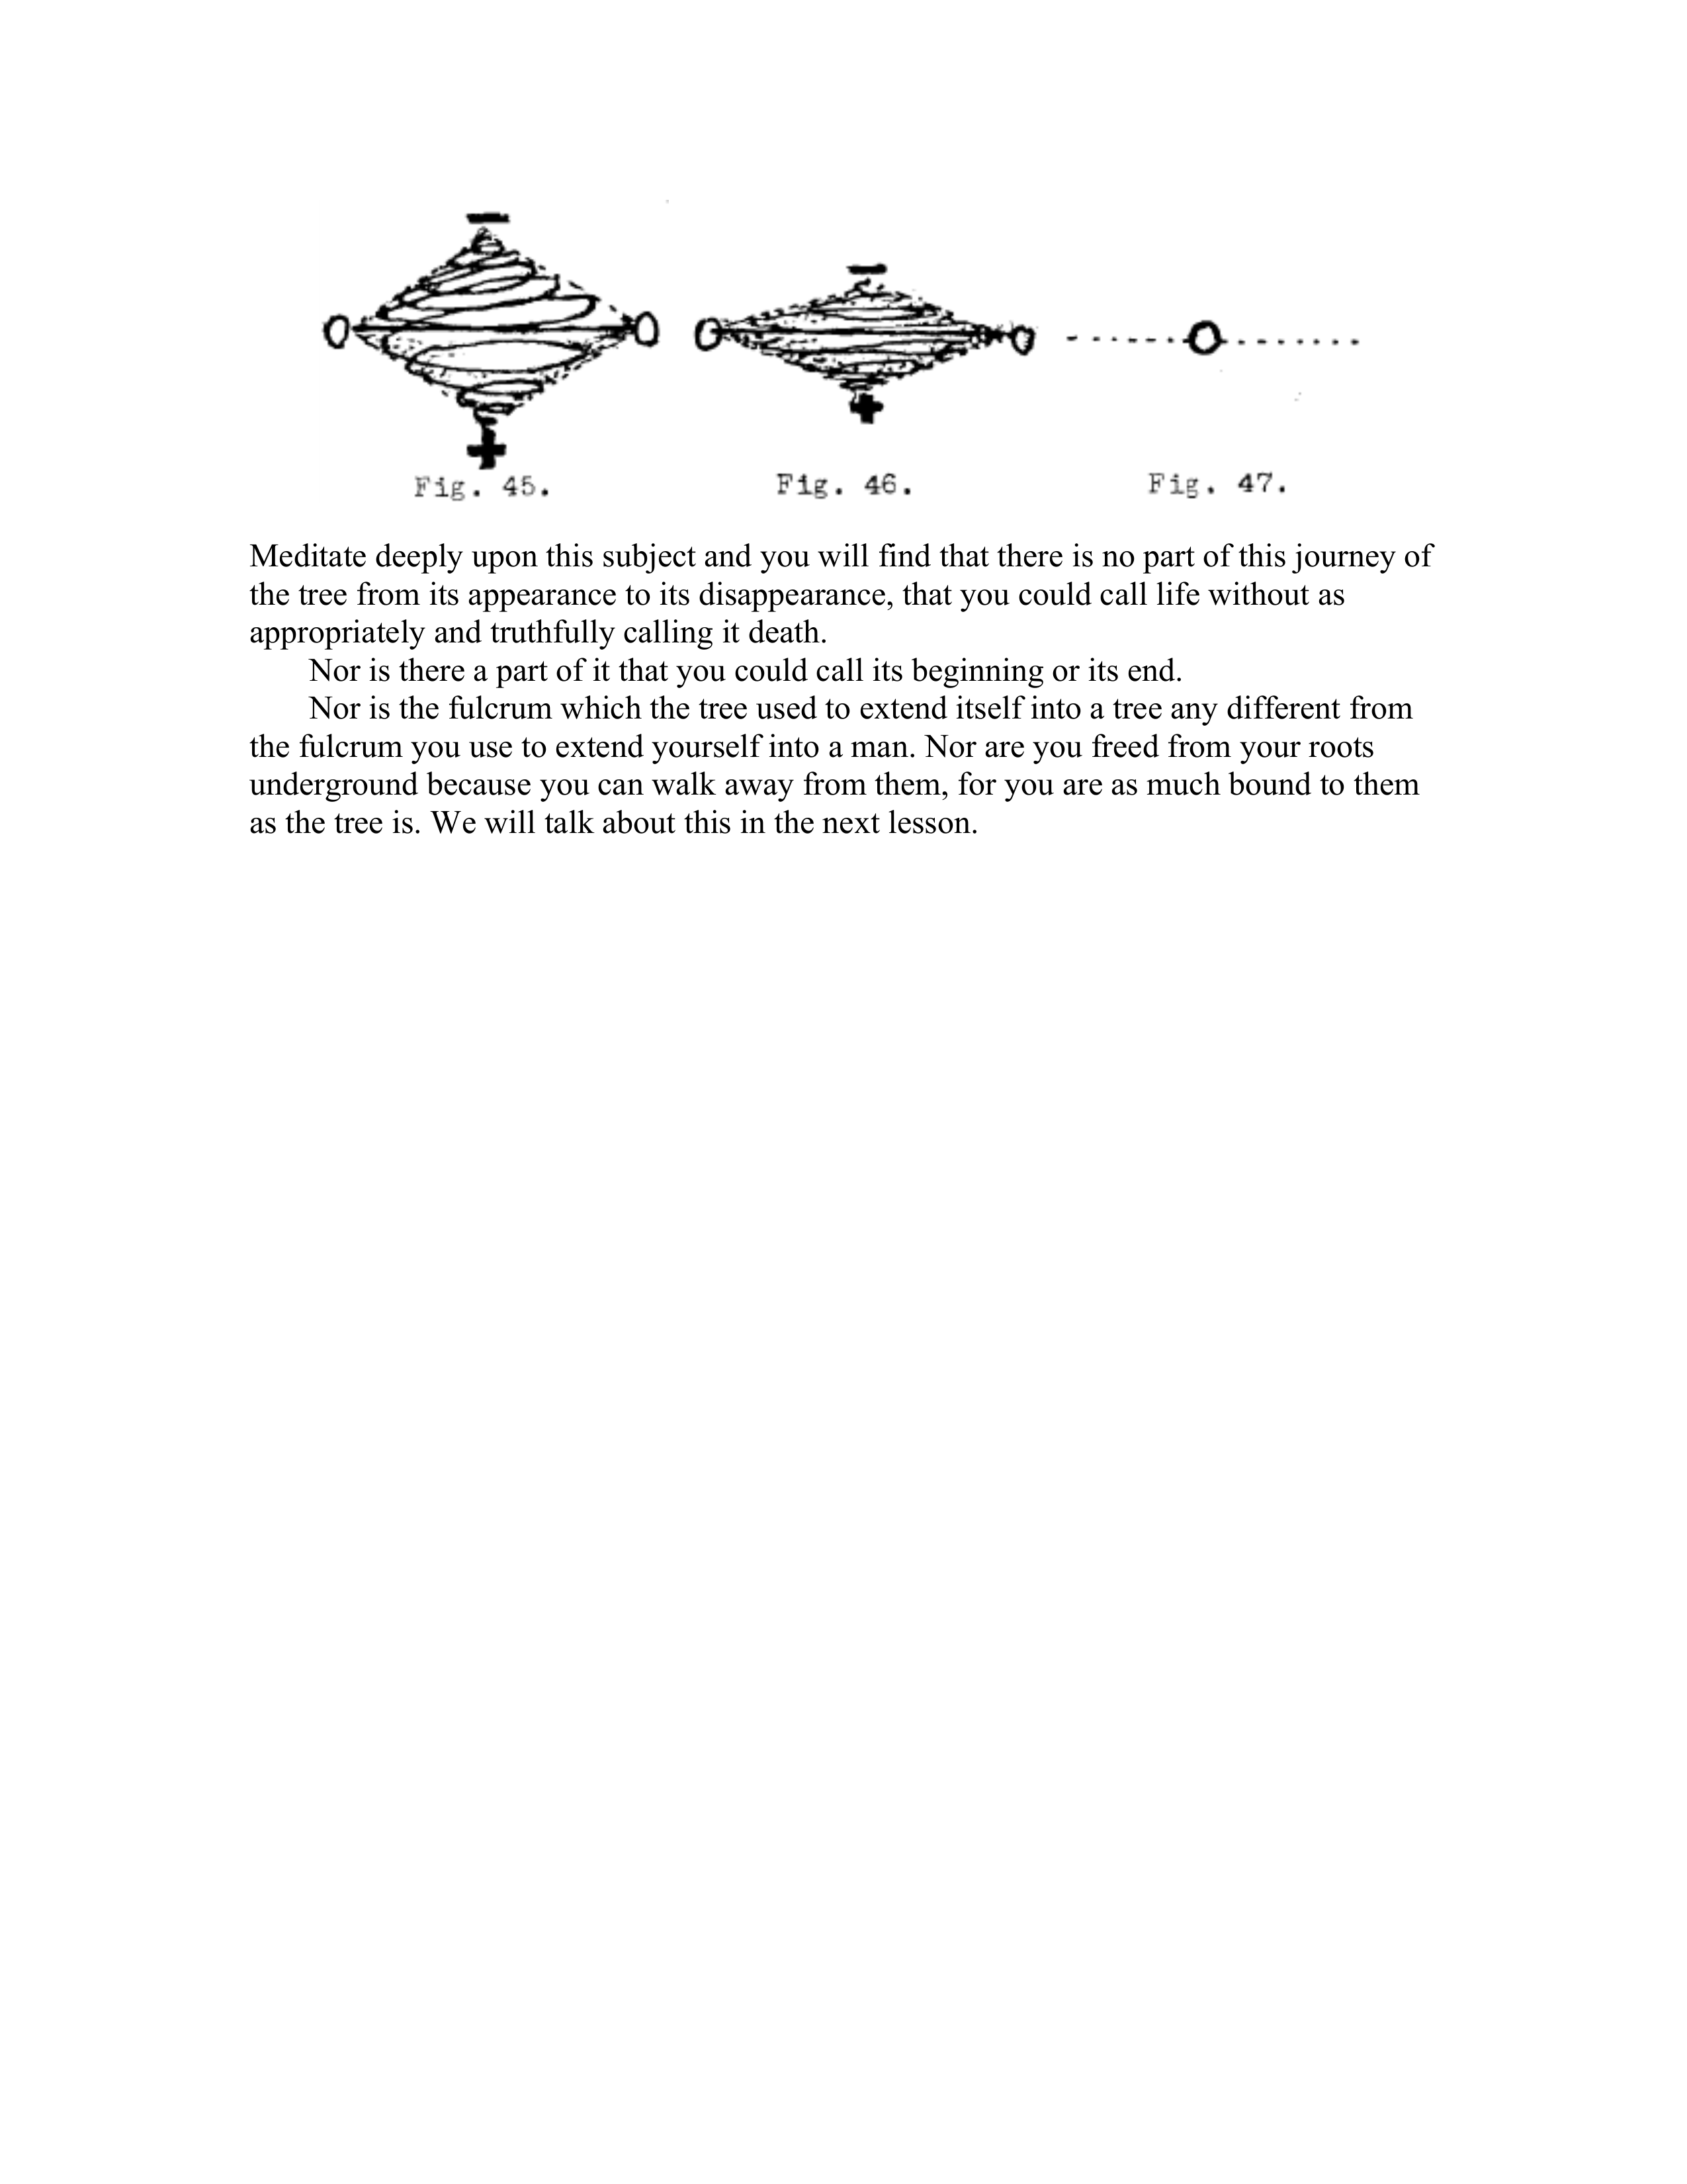 −
−
O O O O O
+
+
Fig. 45. Fig. 46. Fig. 47.
Meditate deeply upon this subject and you will find that there is no part of this journey of
the tree from its appearance to its disappearance, that you could call life without as
appropriately and truthfully calling it death.
Nor is there a part of it that you could call its beginning or its end.
Nor is the fulcrum which the tree used to extend itself into a tree any different from
the fulcrum you use to extend yourself into a man. Nor are you freed from your roots
underground because you can walk away from them, for you are as much bound to them
as the tree is. We will talk about this in the next lesson.